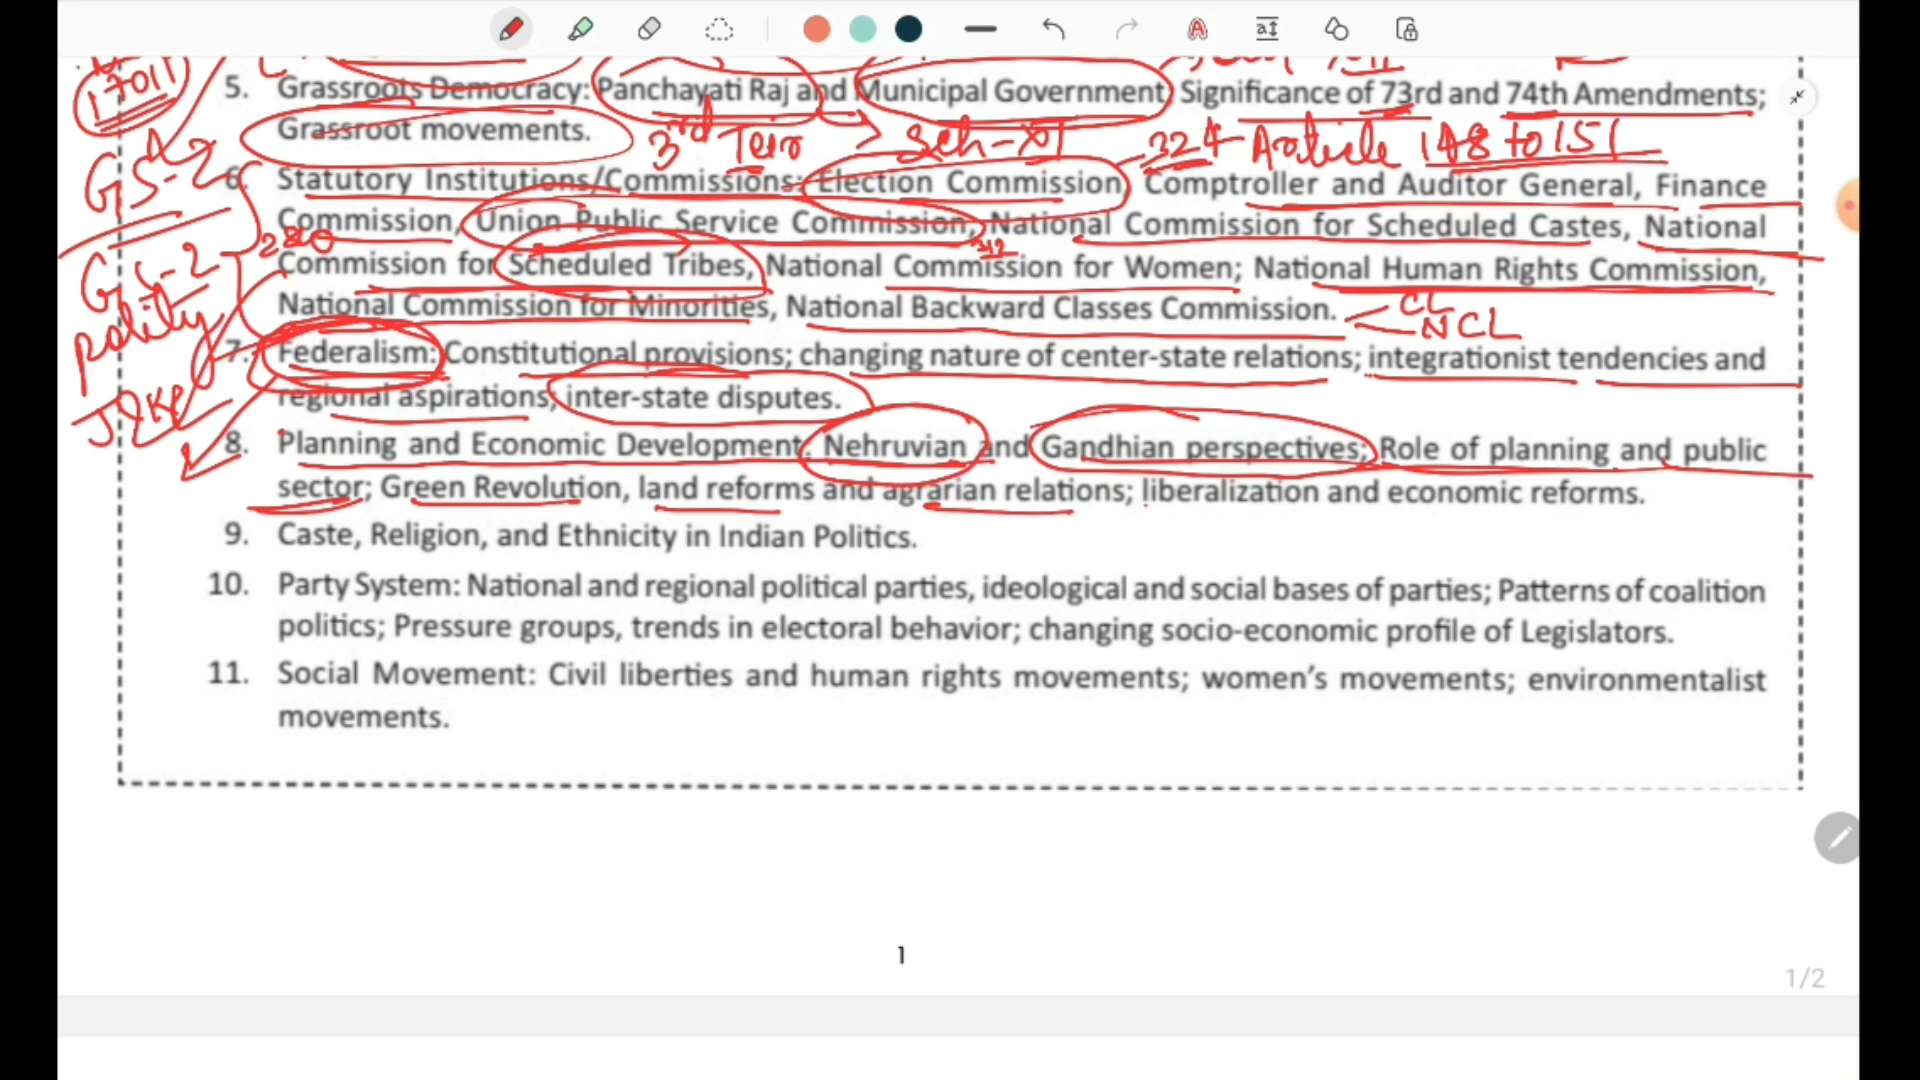 5. Grassroots Democracy: Panchayati Raj and Municipal Government; Significance of 73rd and 74th Amendments;
Grassroot movements.
3rd Teir
Sch-XI
324
Article 148 to 151
GS-2
6. Statutory Institutions/Commissions: Election Commission, Comptroller and Auditor General, Finance
Commission, Union Public Service Commission, National Commission for Scheduled Castes, National
280
Commission for Scheduled Tribes, National Commission for Women; National Human Rights Commission,
National Commission for Minorities, National Backward Classes Commission.
CL
NCL
polity
7. Federalism: Constitutional provisions; changing nature of center-state relations; integrationist tendencies and
regional aspirations; inter-state disputes.
8. Planning and Economic Development: Nehruvian and Gandhian perspectives; Role of planning and public
sector; Green Revolution, land reforms and agrarian relations; liberalization and economic reforms.
9. Caste, Religion, and Ethnicity in Indian Politics.
10. Party System: National and regional political parties, ideological and social bases of parties; Patterns of coalition
politics; Pressure groups, trends in electoral behavior; changing socio-economic profile of Legislators.
11. Social Movement: Civil liberties and human rights movements; women's movements; environmentalist
movements.
1
1/2